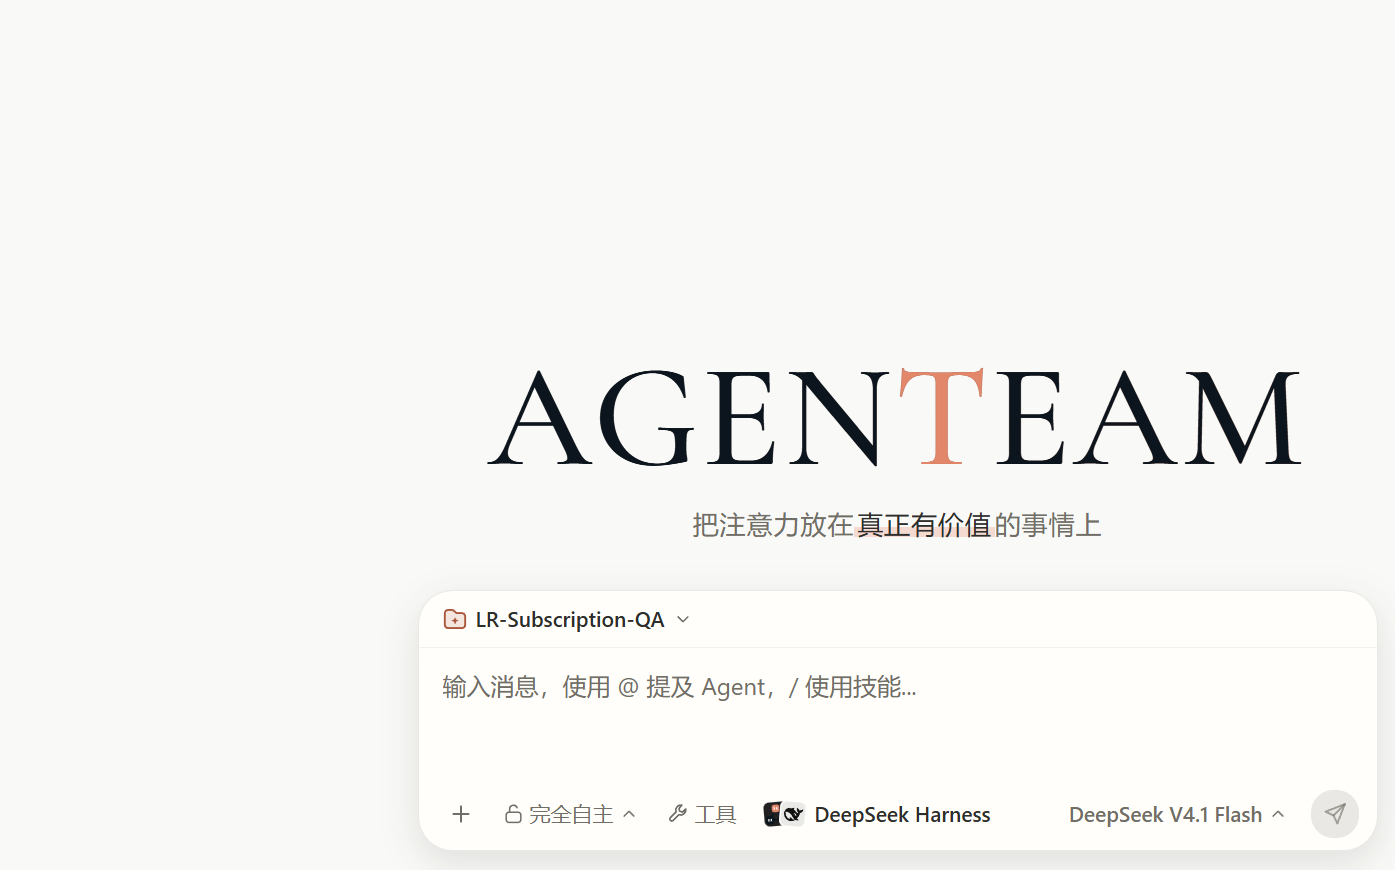 AGENTEAM
把注意力放在真正有价值的事情上
LR-Subscription-QA
输入消息，使用 @ 提及 Agent，/ 使用技能...
完全自主 工具 DeepSeek Harness DeepSeek V4.1 Flash